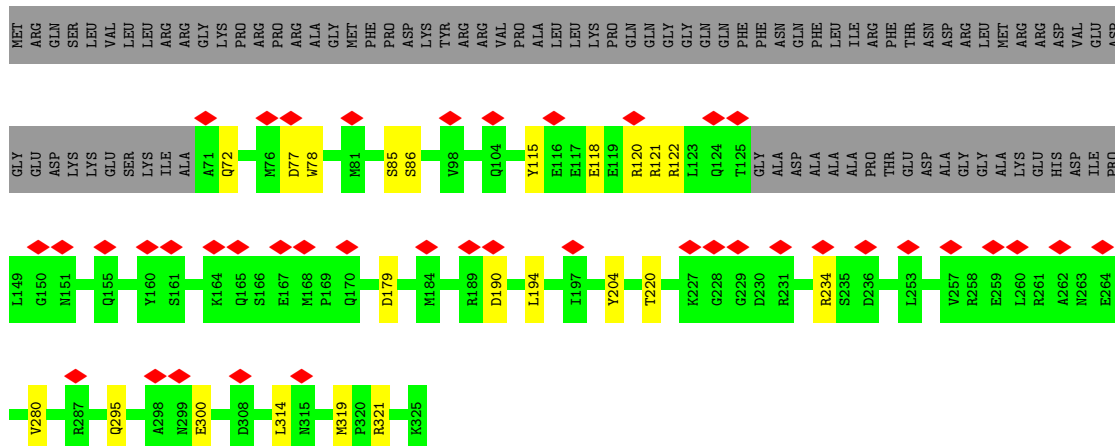 MET ARG GLN SER LEU VAL LEU LEU ARG ARG GLY LYS PRO ARG PRO ARG ALA GLY MET PHE PRO ASP LYS TYR ARG ARG VAL PRO ALA LEU LEU LYS PRO GLN GLN GLY GLY GLN GLN PHE PHE ASN GLN PHE LEU ILE ARG PHE THR ASN ASP ARG LEU MET ARG ARG ASP VAL GLU ASP
GLY GLU ASP LYS LYS GLU SER LYS ILE ALA A71 Q72 M76 D77 W78 M81 S85 S86 V98 Q104 Y115 E116 E117 E118 E119 R120 R121 R122 L123 Q124 T125 GLY ALA ASP ALA ALA ALA PRO THR GLU ASP ALA GLY GLY ALA LYS GLU HIS ASP ILE PRO
L149 G150 N151 Q155 Y160 S161 K164 Q165 S166 E167 M168 P169 Q170 D179 M184 R189 D190 L194 I197 Y204 T220 K227 G228 G229 D230 R231 R234 S235 D236 L253 V257 R258 E259 L260 R261 A262 N263 E264
V280 R287 Q295 A298 N299 E300 D308 L314 N315 M319 P320 R321 K325